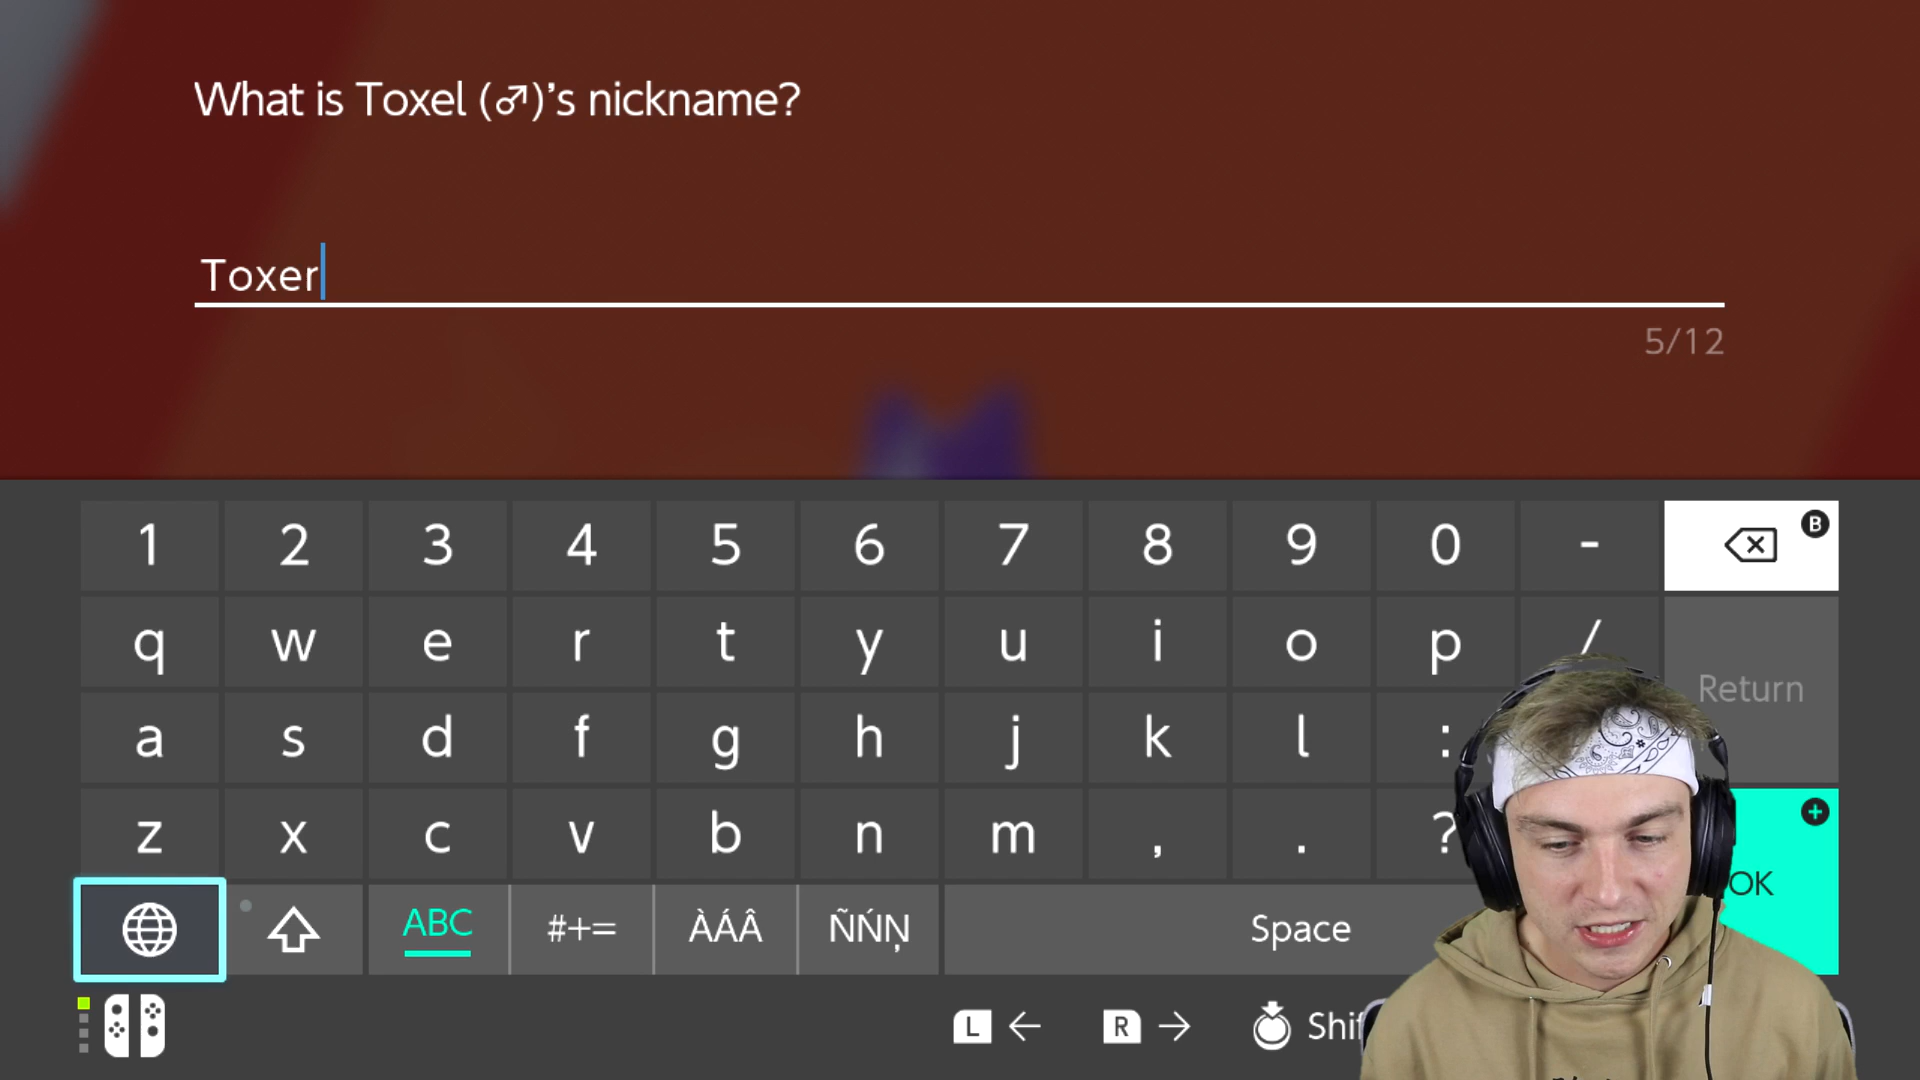 What is Toxel (♂)'s nickname?
Toxer
5/12
1 2 3 4 5 6 7 8 9 0 -
B
q w e r t y u i o p /
Return
a s d f g h j k l :
z x c v b n m , . ?
+
OK
ABC #+= ÀÁÂ ÑŃŅ Space
L ← R →